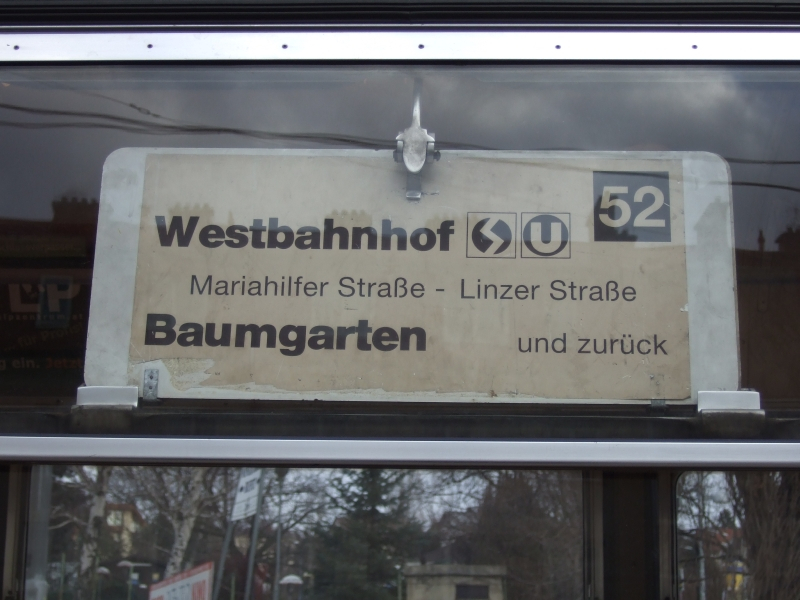 52
Westbahnhof S U
Mariahilfer Straße - Linzer Straße
Baumgarten und zurück